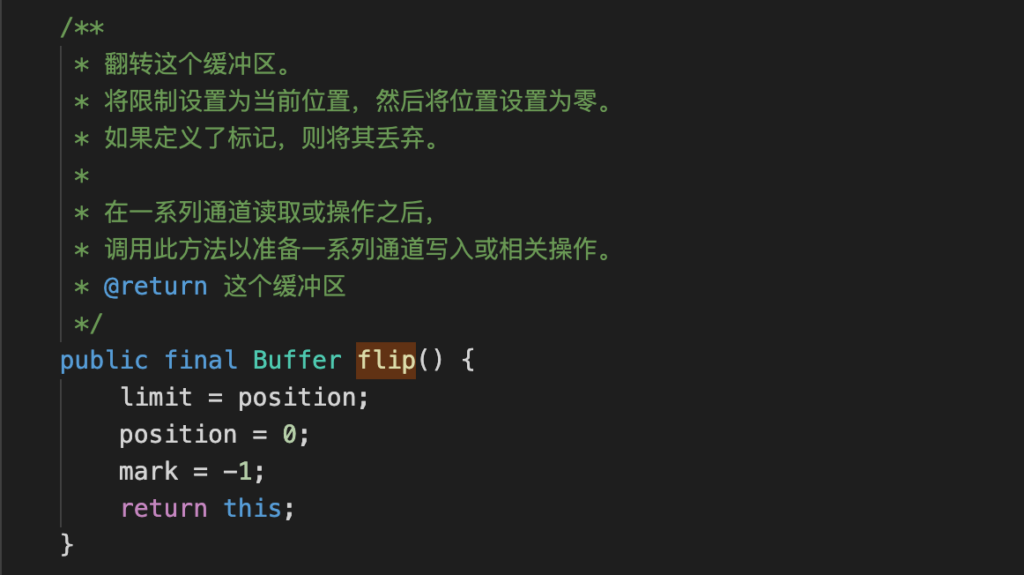 /**
* 翻转这个缓冲区。
* 将限制设置为当前位置，然后将位置设置为零。
* 如果定义了标记，则将其丢弃。
*
* 在一系列通道读取或操作之后，
* 调用此方法以准备一系列通道写入或相关操作。
* @return 这个缓冲区
*/
public final Buffer flip() {
    limit = position;
    position = 0;
    mark = -1;
    return this;
}